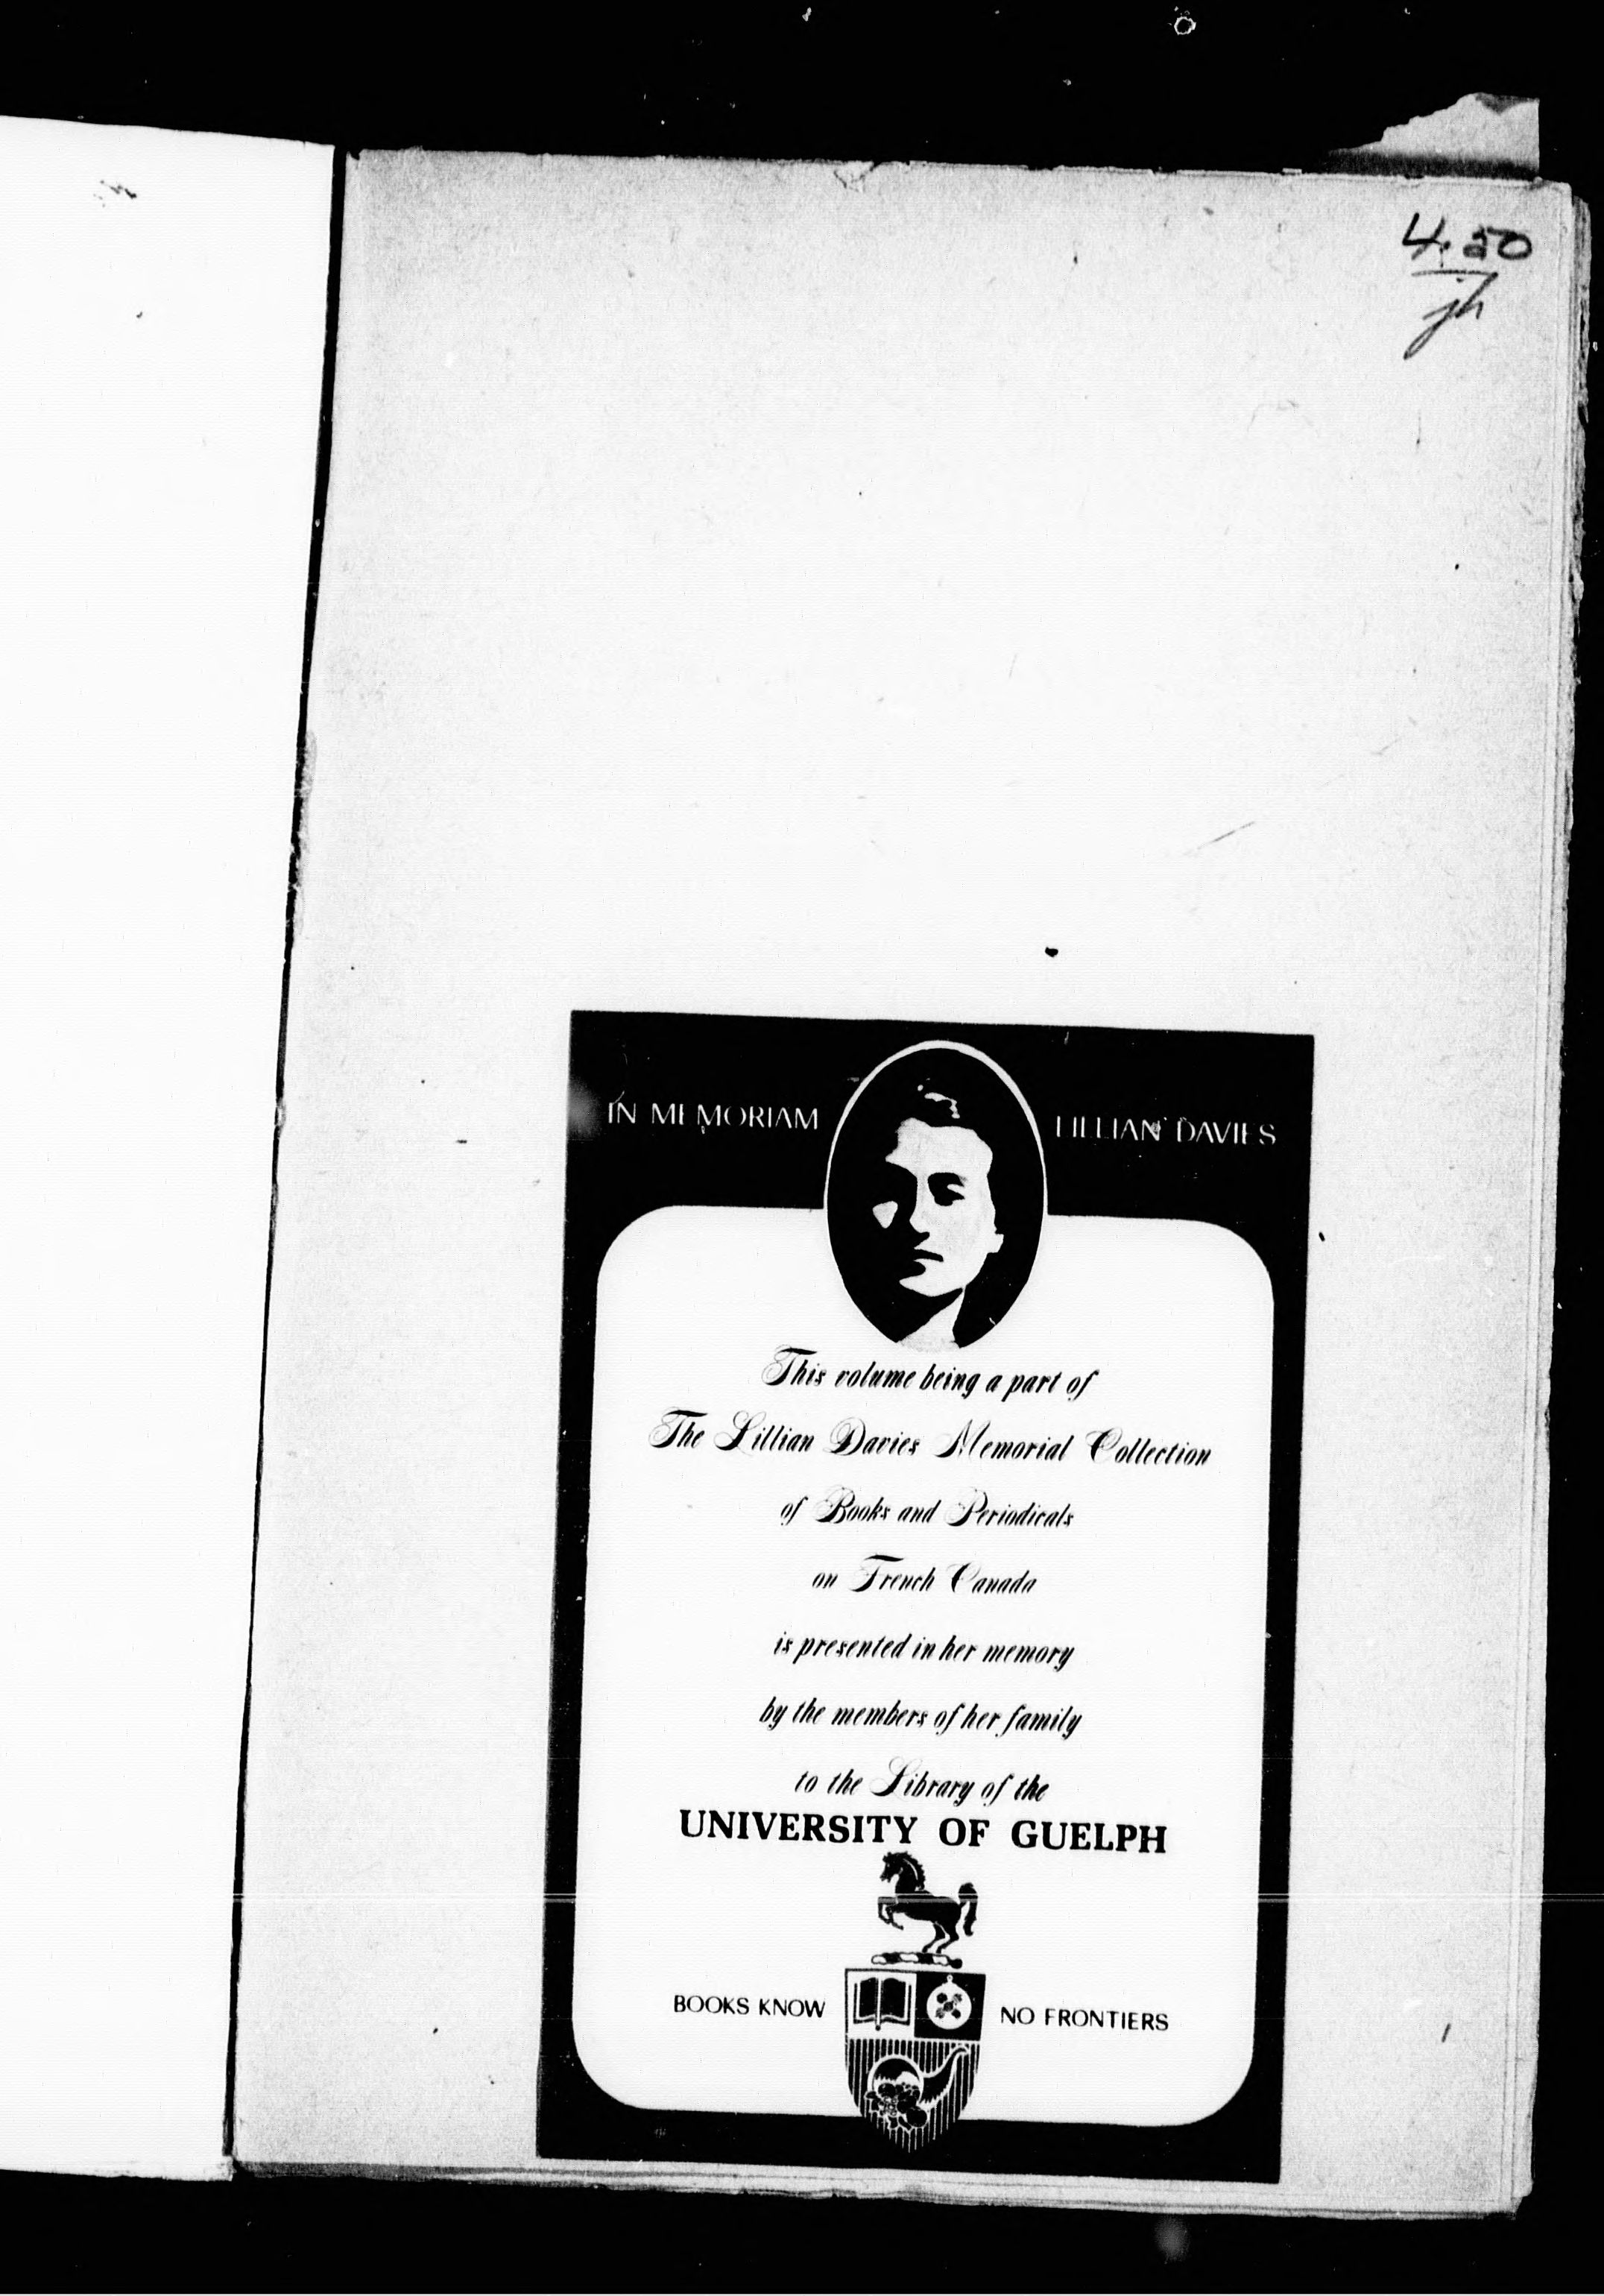 4.50
jh
IN MEMORIAM LILLIAN DAVIES
This volume being a part of
The Lillian Davies Memorial Collection
of Books and Periodicals
on French Canada
is presented in her memory
by the members of her family
to the Library of the
UNIVERSITY OF GUELPH
BOOKS KNOW NO FRONTIERS